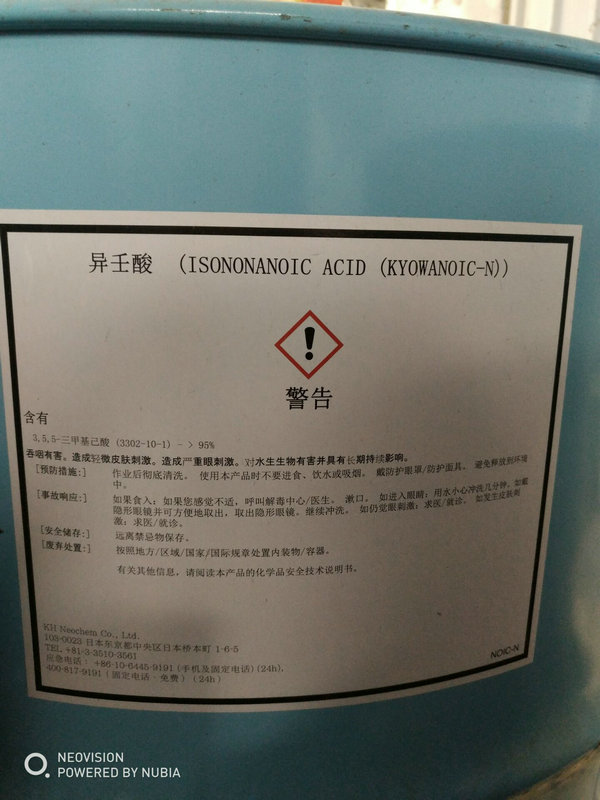 异壬酸 (ISONONANOIC ACID (KYOWANOIC-N))
警告
含有
3,5,5-三甲基己酸 (3302-10-1) - > 95%
吞咽有害。造成轻微皮肤刺激。造成严重眼刺激。对水生生物有害并具有长期持续影响。
[预防措施:] 作业后彻底清洗。 使用本产品时不要进食、饮水或吸烟。 戴防护眼罩/防护面具。 避免释放到环境
中。
[事故响应:] 如果食入：如果您感觉不适，呼叫解毒中心/医生。 漱口。 如进入眼睛：用水小心冲洗几分钟。如戴
隐形眼镜并可方便地取出，取出隐形眼镜。继续冲洗。 如仍觉眼刺激：求医/就诊。 如发生皮肤刺
激：求医/就诊。
[安全储存:] 远离禁忌物保存。
[废弃处置:] 按照地方/区域/国家/国际规章处置内装物/容器。
有关其他信息，请阅读本产品的化学品安全技术说明书。
KH Neochem Co., Ltd.
103-0023 日本东京都中央区日本桥本町 1-6-5
TEL +81-3-3510-3561
应急电话： +86-10-6445-9191 (手机及固定电话)(24h),
400-817-9191 (固定电话 - 免费) (24h)
NOIC-N
NEOVISION
POWERED BY NUBIA